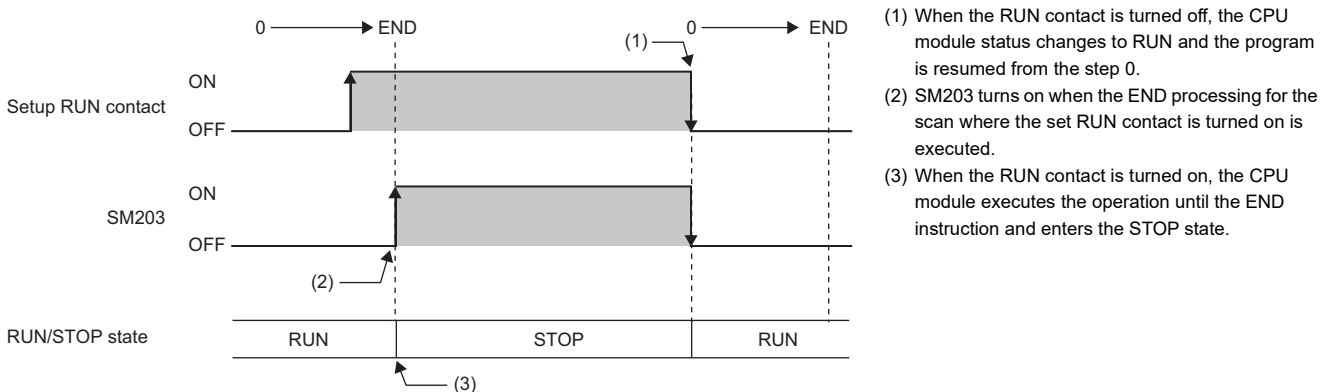 0 END 0 END
(1)
ON
Setup RUN contact
OFF
ON
SM203
OFF
(2)
RUN/STOP state RUN STOP RUN
(3)
(1) When the RUN contact is turned off, the CPU
module status changes to RUN and the program
is resumed from the step 0.
(2) SM203 turns on when the END processing for the
scan where the set RUN contact is turned on is
executed.
(3) When the RUN contact is turned on, the CPU
module executes the operation until the END
instruction and enters the STOP state.